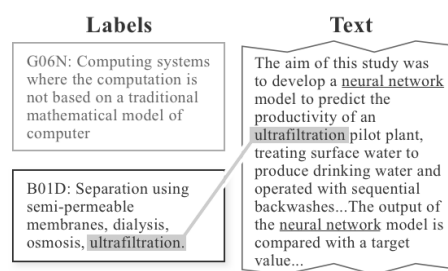 Labels
G06N: Computing systems
where the computation is
not based on a traditional
mathematical model of
computer
B01D: Separation using
semi-permeable
membranes, dialysis,
osmosis, ultrafiltration.
Text
The aim of this study was
to develop a neural network
model to predict the
productivity of an
ultrafiltration pilot plant,
treating surface water to
produce drinking water and
operated with sequential
backwashes...The output of
the neural network model is
compared with a target
value...